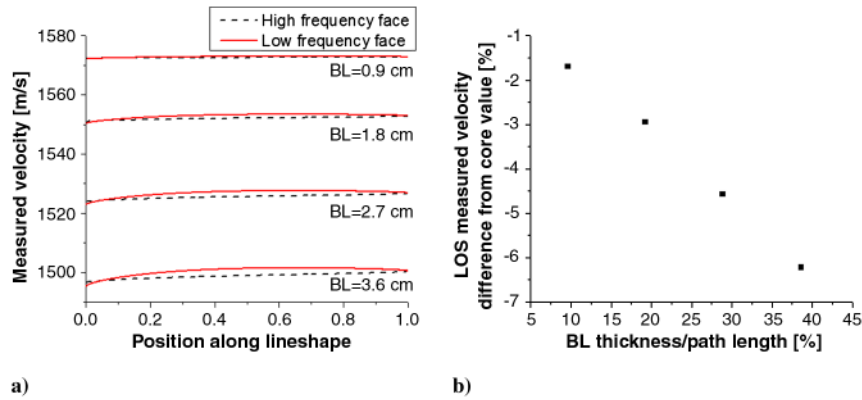 High frequency face
Low frequency face
1580
1560
1540
1520
1500
Measured velocity [m/s]
BL=0.9 cm
BL=1.8 cm
BL=2.7 cm
BL=3.6 cm
0.0 0.2 0.4 0.6 0.8 1.0
Position along lineshape
a)
-1
-2
-3
-4
-5
-6
-7
LOS measured velocity
difference from core value [%]
5 10 15 20 25 30 35 40 45
BL thickness/path length [%]
b)